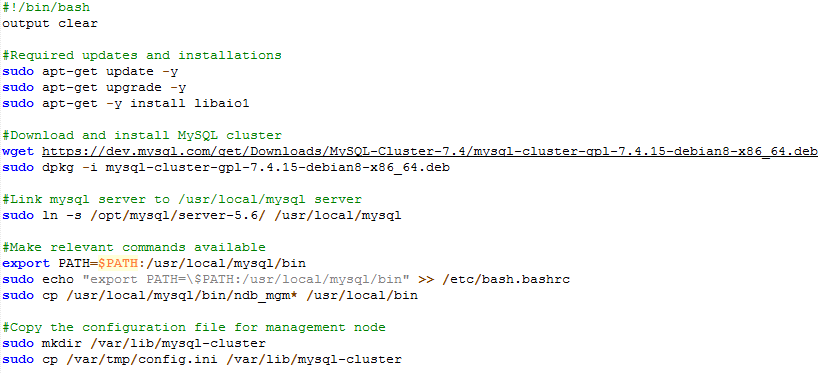 #!/bin/bash
output clear
#Required updates and installations
sudo apt-get update -y
sudo apt-get upgrade -y
sudo apt-get -y install libaio1
#Download and install MySQL cluster
wget https://dev.mysql.com/get/Downloads/MySQL-Cluster-7.4/mysql-cluster-gpl-7.4.15-debian8-x86_64.deb
sudo dpkg -i mysql-cluster-gpl-7.4.15-debian8-x86_64.deb
#Link mysql server to /usr/local/mysql server
sudo ln -s /opt/mysql/server-5.6/ /usr/local/mysql
#Make relevant commands available
export PATH=$PATH:/usr/local/mysql/bin
sudo echo "export PATH=\$PATH:/usr/local/mysql/bin" >> /etc/bash.bashrc
sudo cp /usr/local/mysql/bin/ndb_mgm* /usr/local/bin
#Copy the configuration file for management node
sudo mkdir /var/lib/mysql-cluster
sudo cp /var/tmp/config.ini /var/lib/mysql-cluster